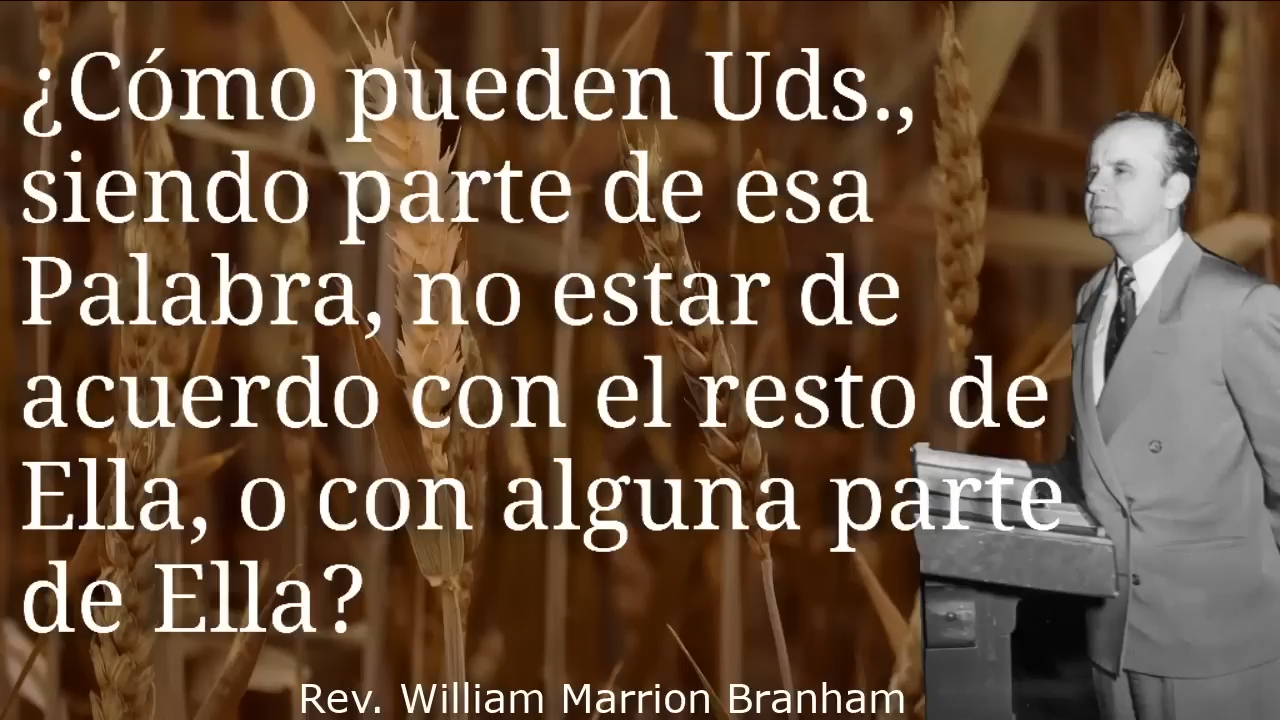 ¿Cómo pueden Uds.,
siendo parte de esa
Palabra, no estar de
acuerdo con el resto de
Ella, o con alguna parte
de Ella?
Rev. William Marrion Branham